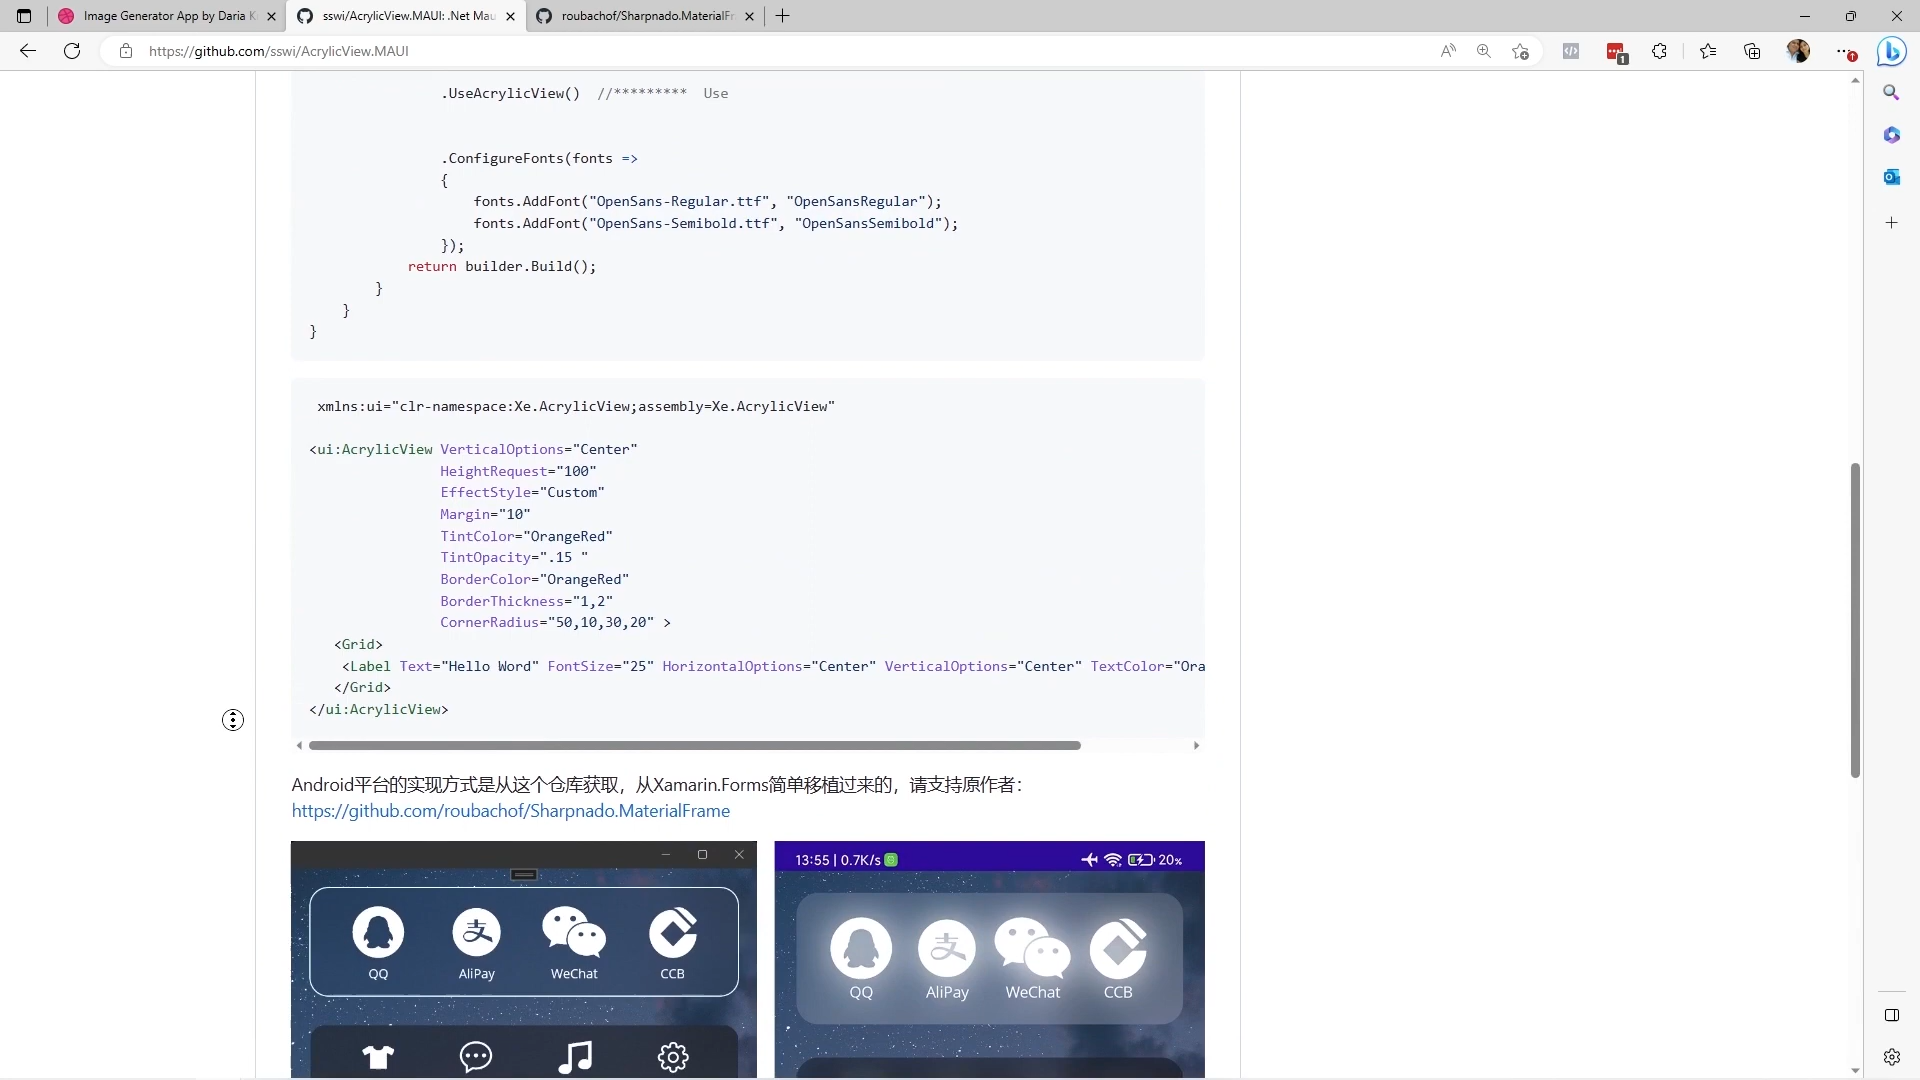 Image Generator App by Daria K
sswi/AcrylicView.MAUI: .Net Mau
roubachof/Sharpnado.MaterialFr
https://github.com/sswi/AcrylicView.MAUI
1
.UseAcrylicView()  //*********  Use
.ConfigureFonts(fonts =>
{
fonts.AddFont("OpenSans-Regular.ttf", "OpenSansRegular");
fonts.AddFont("OpenSans-Semibold.ttf", "OpenSansSemibold");
});
return builder.Build();
}
}
}
xmlns:ui="clr-namespace:Xe.AcrylicView;assembly=Xe.AcrylicView"
<ui:AcrylicView VerticalOptions="Center"
HeightRequest="100"
EffectStyle="Custom"
Margin="10"
TintColor="OrangeRed"
TintOpacity=".15 "
BorderColor="OrangeRed"
BorderThickness="1,2"
CornerRadius="50,10,30,20" >
<Grid>
<Label Text="Hello Word" FontSize="25" HorizontalOptions="Center" VerticalOptions="Center" TextColor="Ora
</Grid>
</ui:AcrylicView>
Android平台的实现方式是从这个仓库获取，从Xamarin.Forms简单移植过来的，请支持原作者：
https://github.com/roubachof/Sharpnado.MaterialFrame
13:55 | 0.7K/s 20%
支 支
QQ AliPay WeChat CCB
QQ AliPay WeChat CCB